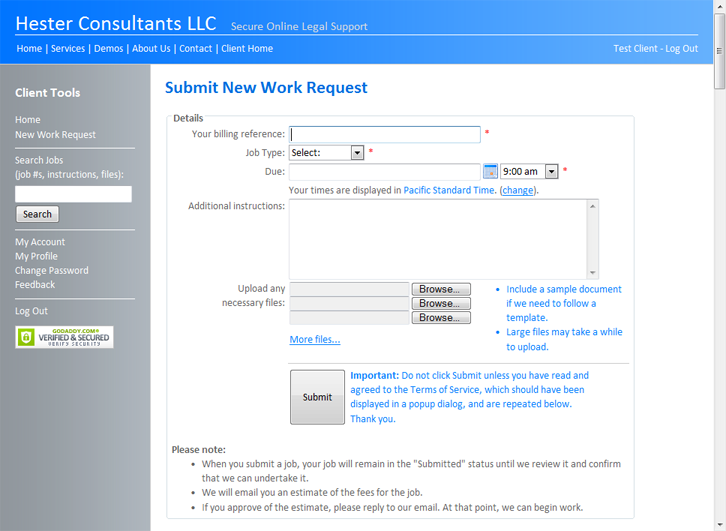 Hester Consultants LLC Secure Online Legal Support
Home | Services | Demos | About Us | Contact | Client Home
Test Client - Log Out
Client Tools
Home
New Work Request
Search Jobs
(job #s, instructions, files):
Search
My Account
My Profile
Change Password
Feedback
Log Out
GODADDY.COM®
VERIFIED & SECURED
VERIFY SECURITY
Submit New Work Request
Details
Your billing reference: *
Job Type: Select: *
Due: 9:00 am *
Your times are displayed in Pacific Standard Time. (change).
Additional instructions:
Upload any
necessary files:
Browse...
Browse...
Browse...
More files...
• Include a sample document
if we need to follow a
template.
• Large files may take a while
to upload.
Submit
Important: Do not click Submit unless you have read and
agreed to the Terms of Service, which should have been
displayed in a popup dialog, and are repeated below.
Thank you.
Please note:
• When you submit a job, your job will remain in the "Submitted" status until we review it and confirm
that we can undertake it.
• We will email you an estimate of the fees for the job.
• If you approve of the estimate, please reply to our email. At that point, we can begin work.